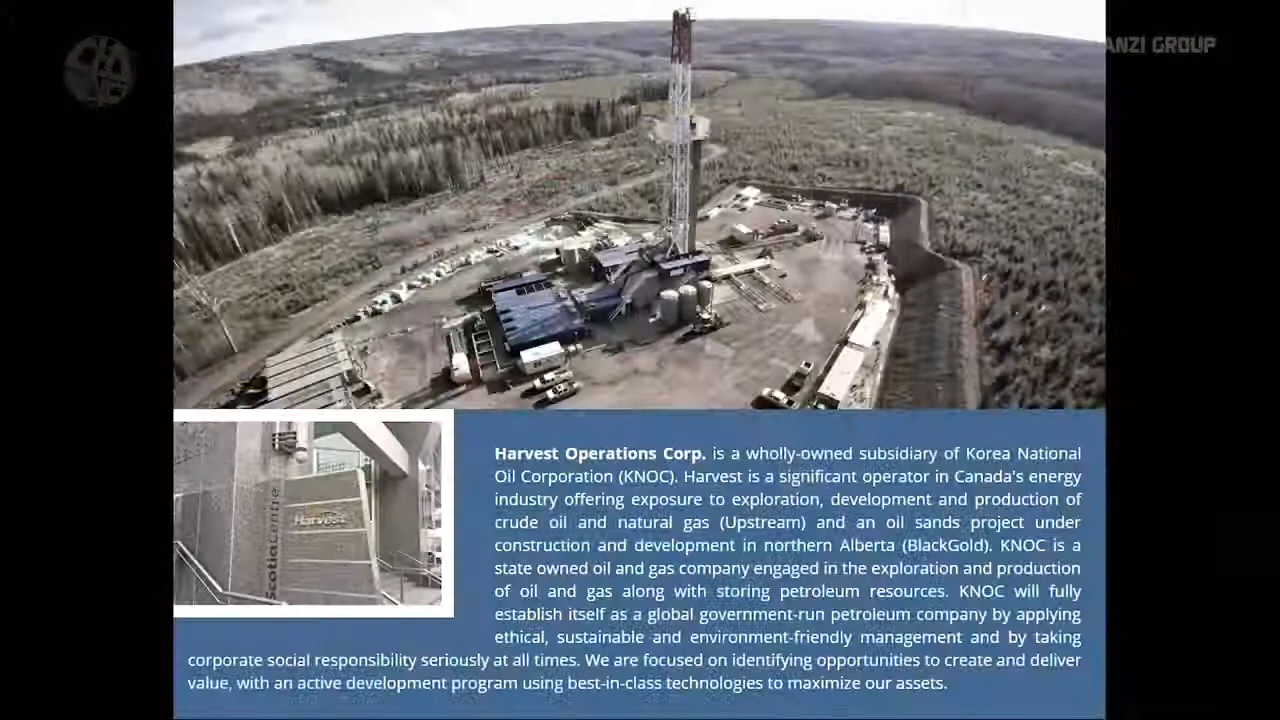 ANZI GROUP
Harvest
ScotiaCentre
Harvest Operations Corp. is a wholly-owned subsidiary of Korea National
Oil Corporation (KNOC). Harvest is a significant operator in Canada's energy
industry offering exposure to exploration, development and production of
crude oil and natural gas (Upstream) and an oil sands project under
construction and development in northern Alberta (BlackGold). KNOC is a
state owned oil and gas company engaged in the exploration and production
of oil and gas along with storing petroleum resources. KNOC will fully
establish itself as a global government-run petroleum company by applying
ethical, sustainable and environment-friendly management and by taking
corporate social responsibility seriously at all times. We are focused on identifying opportunities to create and deliver
value, with an active development program using best-in-class technologies to maximize our assets.